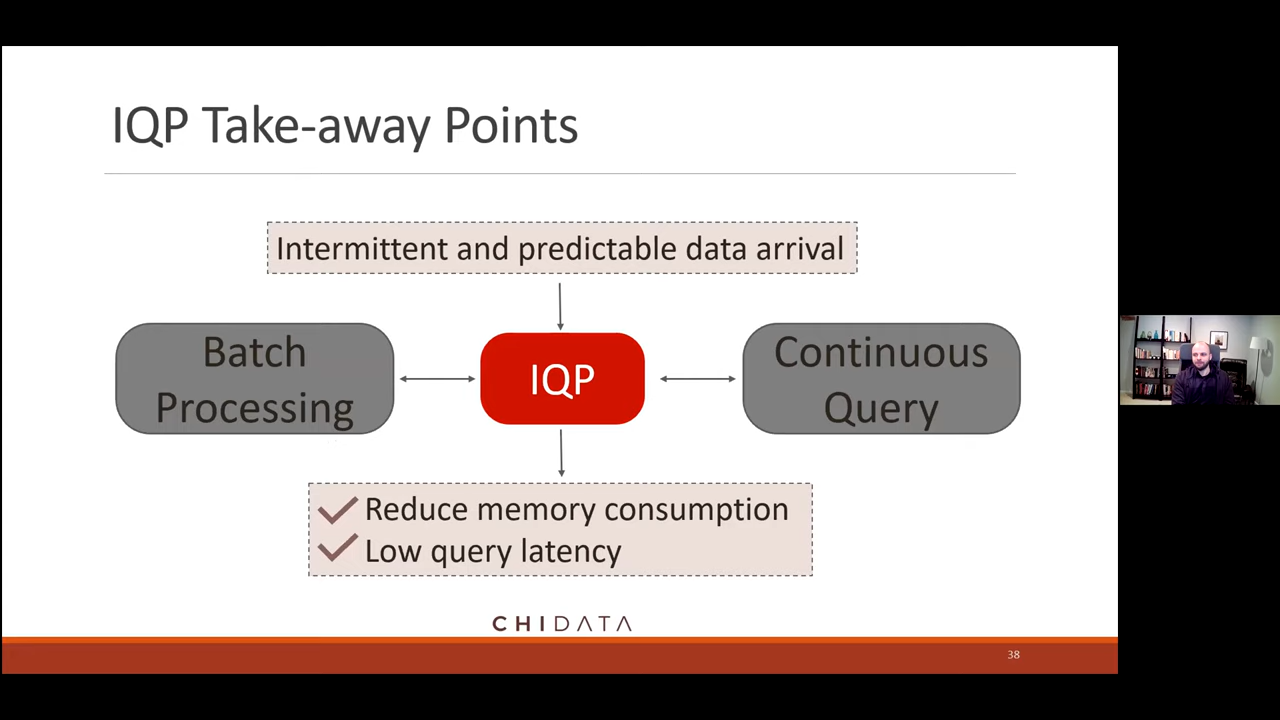 IQP Take-away Points
Intermittent and predictable data arrival
Batch
Processing
IQP
Continuous
Query
Reduce memory consumption
Low query latency
CHIDATA
38